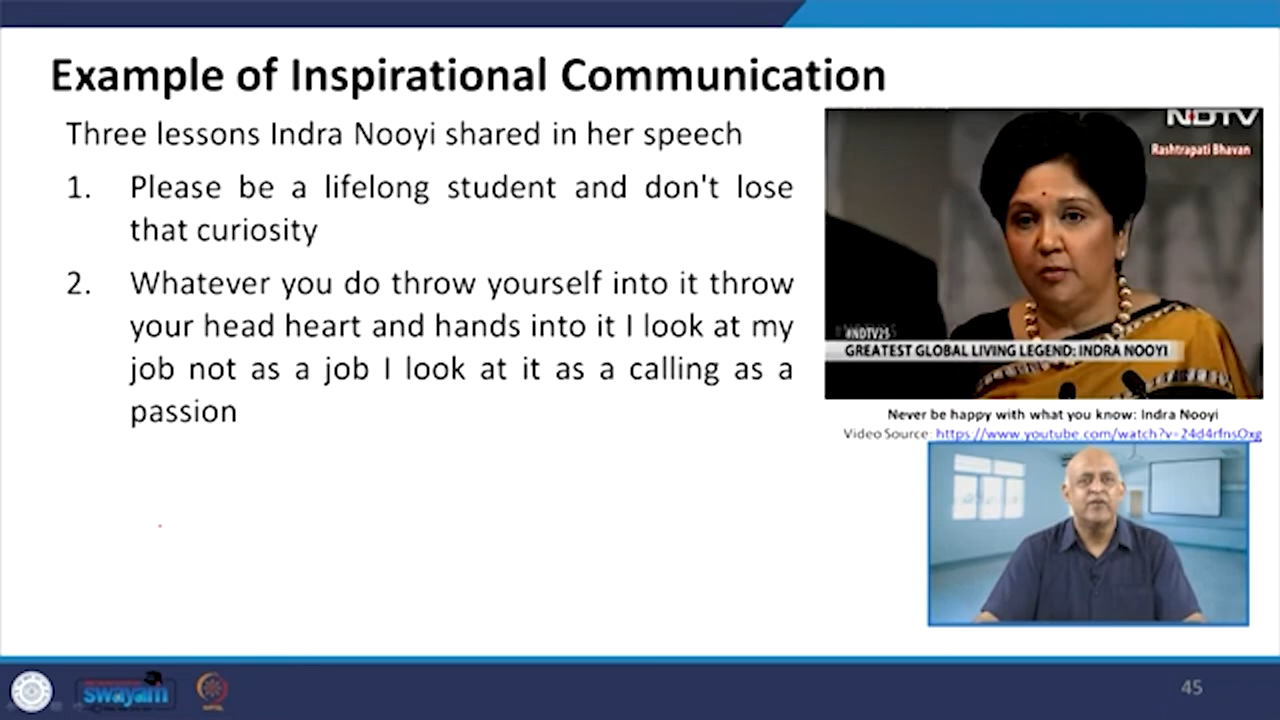 Example of Inspirational Communication
Three lessons Indra Nooyi shared in her speech
1. Please be a lifelong student and don't lose
that curiosity
2. Whatever you do throw yourself into it throw
your head heart and hands into it I look at my
job not as a job I look at it as a calling as a
passion
NDTV
Rashtrapati Bhavan
#NDTV25
GREATEST GLOBAL LIVING LEGEND: INDRA NOOYI
Never be happy with what you know: Indra Nooyi
Video Source: https://www.youtube.com/watch?v=24d4rfnsOxg
swayam
45